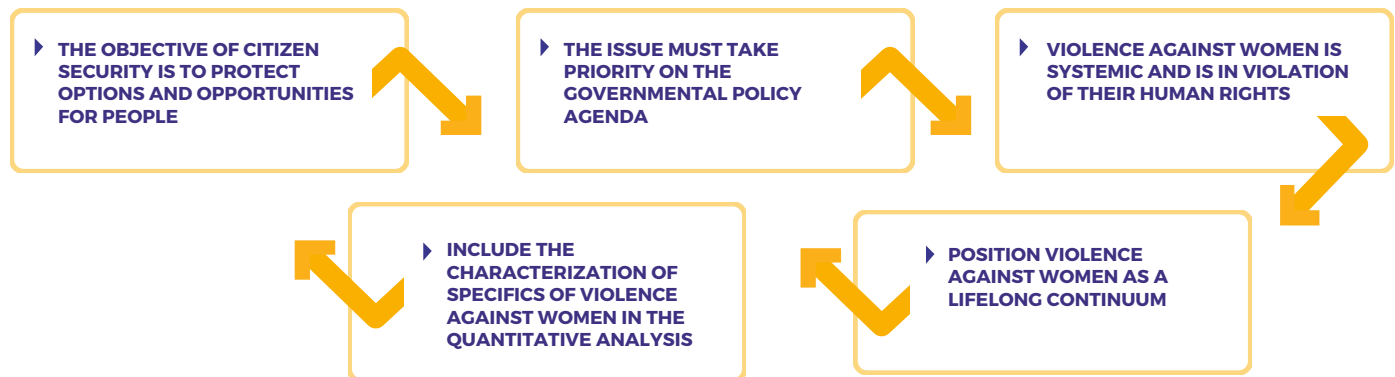 THE OBJECTIVE OF CITIZEN
SECURITY IS TO PROTECT
OPTIONS AND OPPORTUNITIES
FOR PEOPLE
THE ISSUE MUST TAKE
PRIORITY ON THE
GOVERNMENTAL POLICY
AGENDA
VIOLENCE AGAINST WOMEN IS
SYSTEMIC AND IS IN VIOLATION
OF THEIR HUMAN RIGHTS
POSITION VIOLENCE
AGAINST WOMEN AS A
LIFELONG CONTINUUM
INCLUDE THE
CHARACTERIZATION OF
SPECIFICS OF VIOLENCE
AGAINST WOMEN IN THE
QUANTITATIVE ANALYSIS